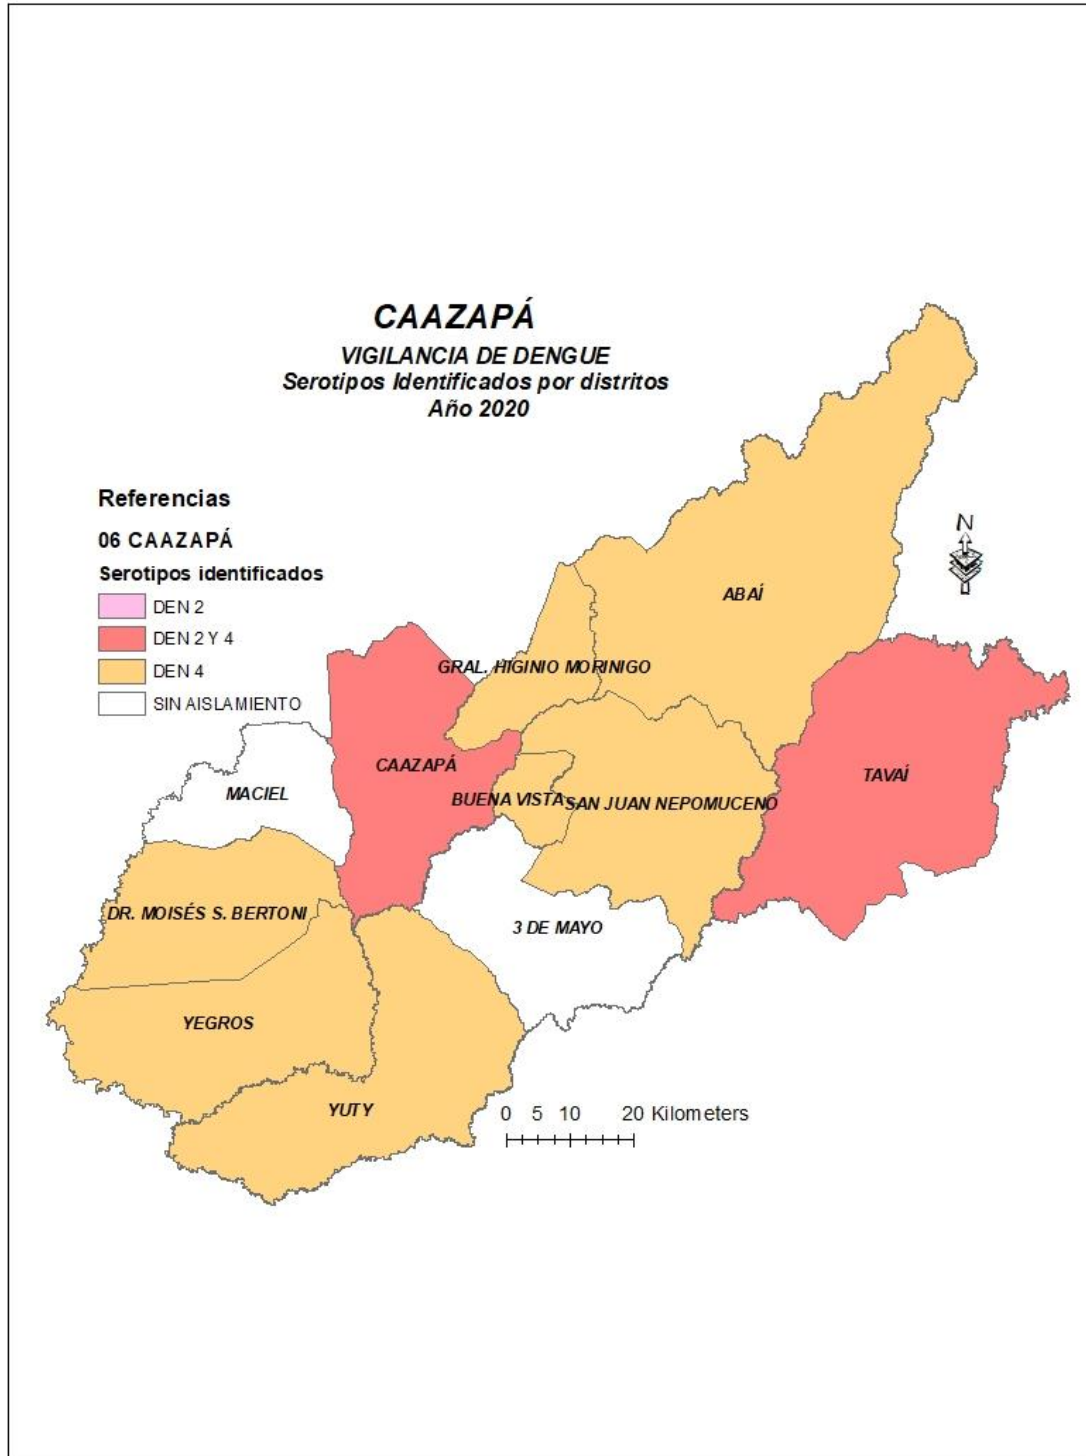 CAAZAPÁ
VIGILANCIA DE DENGUE
Serotipos Identificados por distritos
Año 2020
Referencias
06 CAAZAPÁ
Serotipos identificados
DEN 2
DEN 2 Y 4
DEN 4
SIN AISLAMIENTO
N
ABAÍ
GRAL. HIGINIO MORINIGO
CAAZAPÁ
TAVAÍ
MACIEL
BUENA VISTA
SAN JUAN NEPOMUCENO
DR. MOISÉS S. BERTONI
3 DE MAYO
YEGROS
YUTY
0 5 10 20 Kilometers